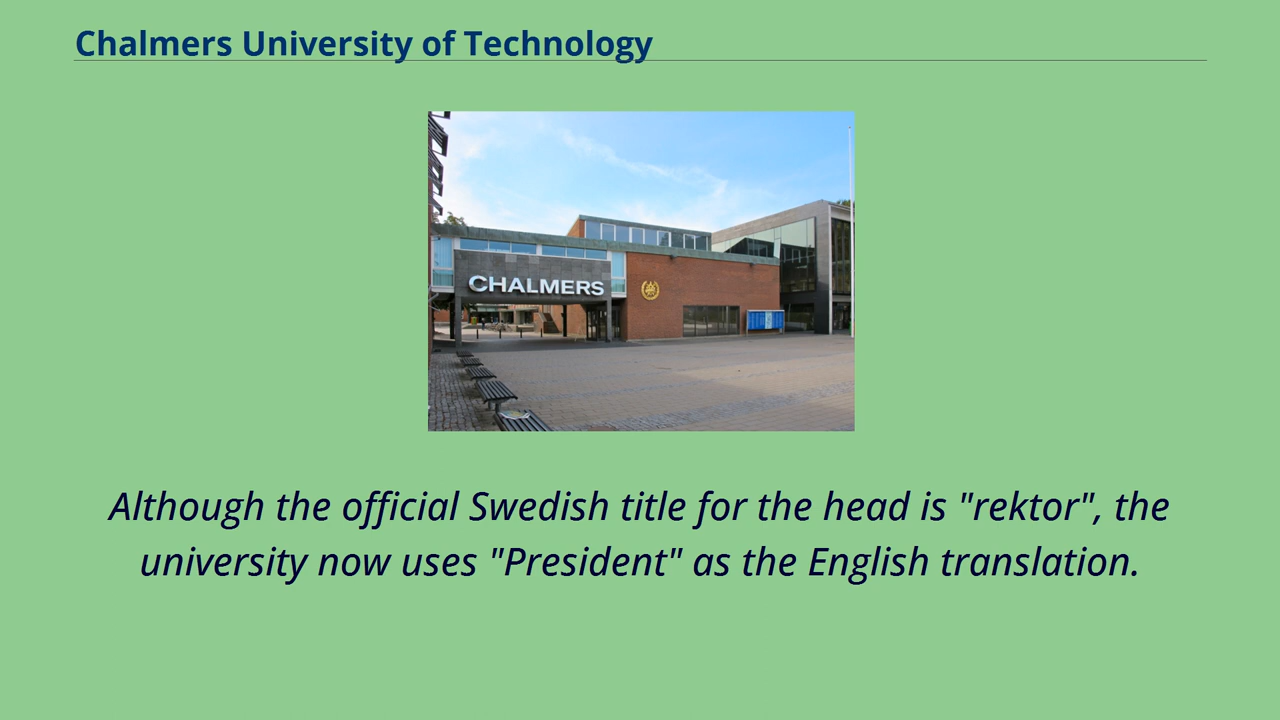 Chalmers University of Technology
CHALMERS
Although the official Swedish title for the head is "rektor", the
university now uses "President" as the English translation.